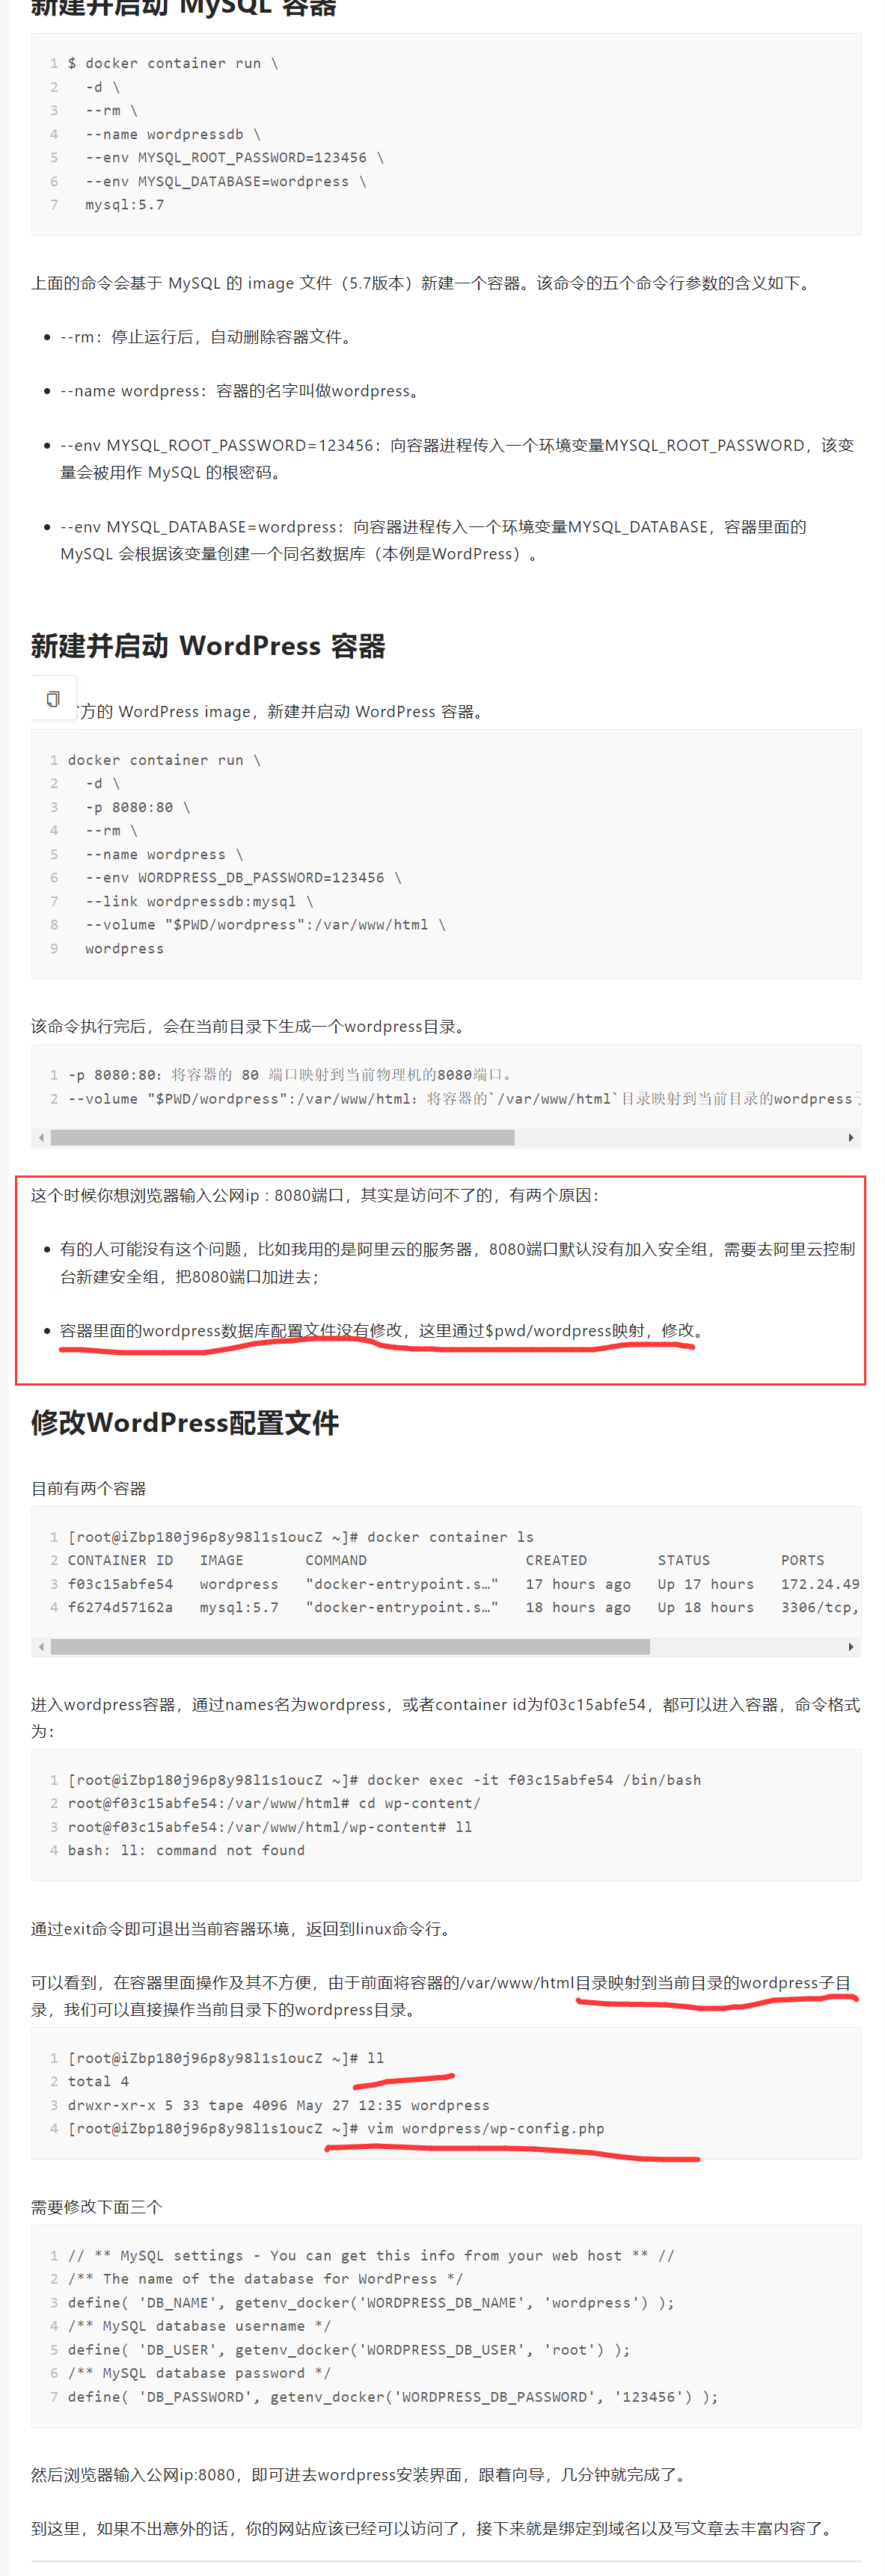 新建并启动 MySQL 容器
1 $ docker container run \
2 -d \
3 --rm \
4 --name wordpressdb \
5 --env MYSQL_ROOT_PASSWORD=123456 \
6 --env MYSQL_DATABASE=wordpress \
7 mysql:5.7
上面的命令会基于 MySQL 的 image 文件（5.7版本）新建一个容器。该命令的五个命令行参数的含义如下。
--rm：停止运行后，自动删除容器文件。
--name wordpress：容器的名字叫做wordpress。
--env MYSQL_ROOT_PASSWORD=123456：向容器进程传入一个环境变量MYSQL_ROOT_PASSWORD，该变
量会被用作 MySQL 的根密码。
--env MYSQL_DATABASE=wordpress：向容器进程传入一个环境变量MYSQL_DATABASE，容器里面的
MySQL 会根据该变量创建一个同名数据库（本例是WordPress）。
新建并启动 WordPress 容器
方的 WordPress image，新建并启动 WordPress 容器。
1 docker container run \
2 -d \
3 -p 8080:80 \
4 --rm \
5 --name wordpress \
6 --env WORDPRESS_DB_PASSWORD=123456 \
7 --link wordpressdb:mysql \
8 --volume "$PWD/wordpress":/var/www/html \
9 wordpress
该命令执行完后，会在当前目录下生成一个wordpress目录。
1 -p 8080:80：将容器的 80 端口映射到当前物理机的8080端口。
2 --volume "$PWD/wordpress":/var/www/html：将容器的`/var/www/html`目录映射到当前目录的wordpress
这个时候你想浏览器输入公网ip : 8080端口，其实是访问不了的，有两个原因：
有的人可能没有这个问题，比如我用的是阿里云的服务器，8080端口默认没有加入安全组，需要去阿里云控制
台新建安全组，把8080端口加进去；
容器里面的wordpress数据库配置文件没有修改，这里通过$pwd/wordpress映射，修改。
修改WordPress配置文件
目前有两个容器
1 [root@iZbp180j96p8y98l1s1oucZ ~]# docker container ls
2 CONTAINER ID IMAGE COMMAND CREATED STATUS PORTS
3 f03c15abfe54 wordpress "docker-entrypoint.s…" 17 hours ago Up 17 hours 172.24.49
4 f6274d57162a mysql:5.7 "docker-entrypoint.s…" 18 hours ago Up 18 hours 3306/tcp,
进入wordpress容器，通过names名为wordpress，或者container id为f03c15abfe54，都可以进入容器，命令格式
为：
1 [root@iZbp180j96p8y98l1s1oucZ ~]# docker exec -it f03c15abfe54 /bin/bash
2 root@f03c15abfe54:/var/www/html# cd wp-content/
3 root@f03c15abfe54:/var/www/html/wp-content# ll
4 bash: ll: command not found
通过exit命令即可退出当前容器环境，返回到linux命令行。
可以看到，在容器里面操作及其不方便，由于前面将容器的/var/www/html目录映射到当前目录的wordpress子目
录，我们可以直接操作当前目录下的wordpress目录。
1 [root@iZbp180j96p8y98l1s1oucZ ~]# ll
2 total 4
3 drwxr-xr-x 5 33 tape 4096 May 27 12:35 wordpress
4 [root@iZbp180j96p8y98l1s1oucZ ~]# vim wordpress/wp-config.php
需要修改下面三个
1 // ** MySQL settings - You can get this info from your web host ** //
2 /** The name of the database for WordPress */
3 define( 'DB_NAME', getenv_docker('WORDPRESS_DB_NAME', 'wordpress') );
4 /** MySQL database username */
5 define( 'DB_USER', getenv_docker('WORDPRESS_DB_USER', 'root') );
6 /** MySQL database password */
7 define( 'DB_PASSWORD', getenv_docker('WORDPRESS_DB_PASSWORD', '123456') );
然后浏览器输入公网ip:8080，即可进去wordpress安装界面，跟着向导，几分钟就完成了。
到这里，如果不出意外的话，你的网站应该已经可以访问了，接下来就是绑定到域名以及写文章去丰富内容了。